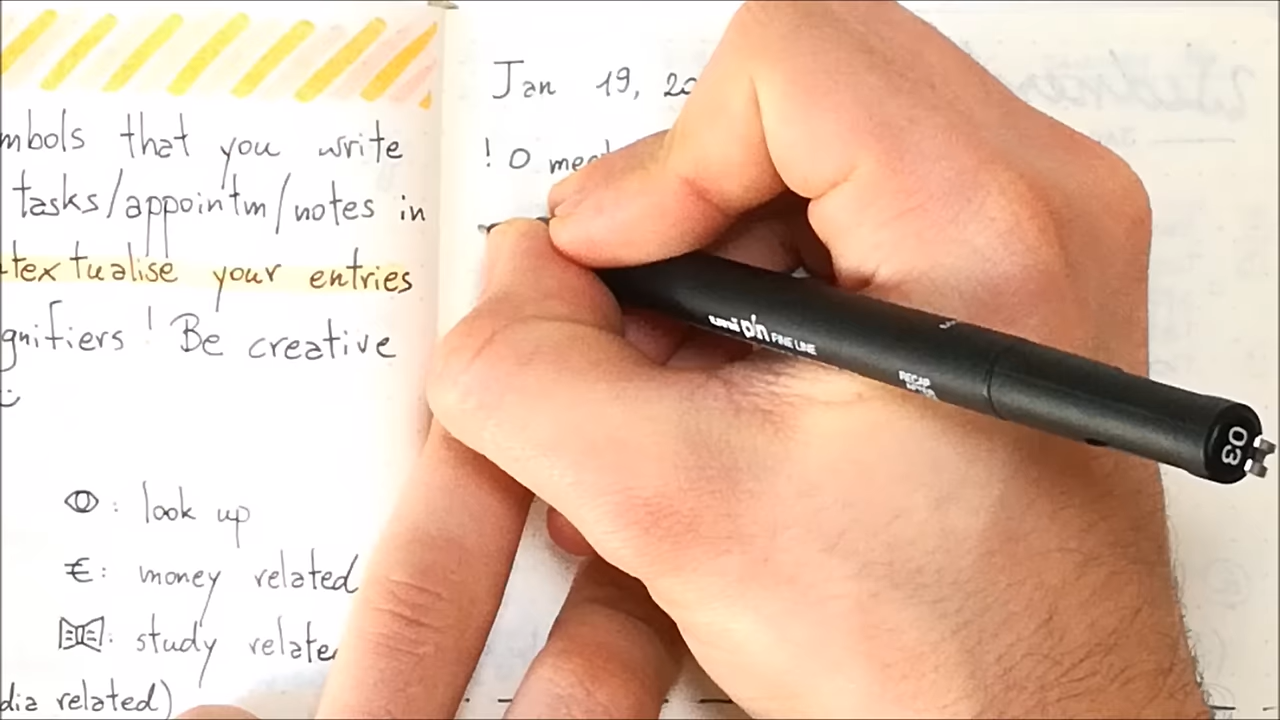 mbols that you write
tasks/appointm/notes in
textualise your entries
gnifiers! Be creative
: look up
€: money related
: study relate
dia related)
Jan 19, 20
! O meet
uni pin FINE LINE
03